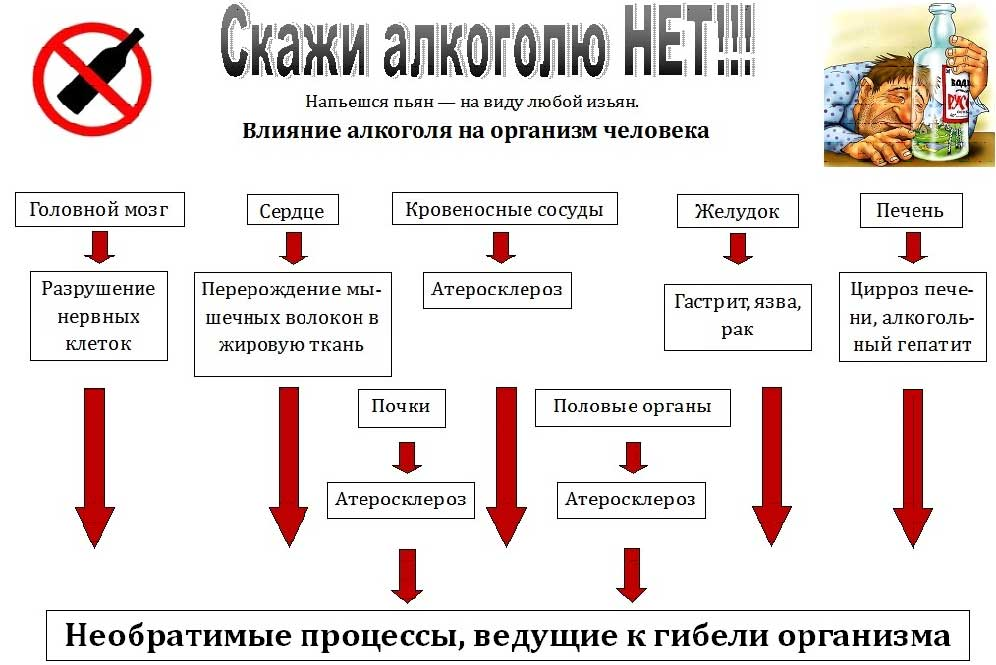 Скажи алкоголю НЕТ!!!
Напьешся пьян — на виду любой изьян.
Влияние алкоголя на организм человека
Головной мозг
Сердце
Кровеносные сосуды
Желудок
Печень
Разрушение
нервных
клеток
Перерождение мы-
шечных волокон в
жировую ткань
Атеросклероз
Гастрит, язва,
рак
Цирроз пече-
ни, алкоголь-
ный гепатит
Почки
Половые органы
Атеросклероз
Атеросклероз
Необратимые процессы, ведущие к гибели организма